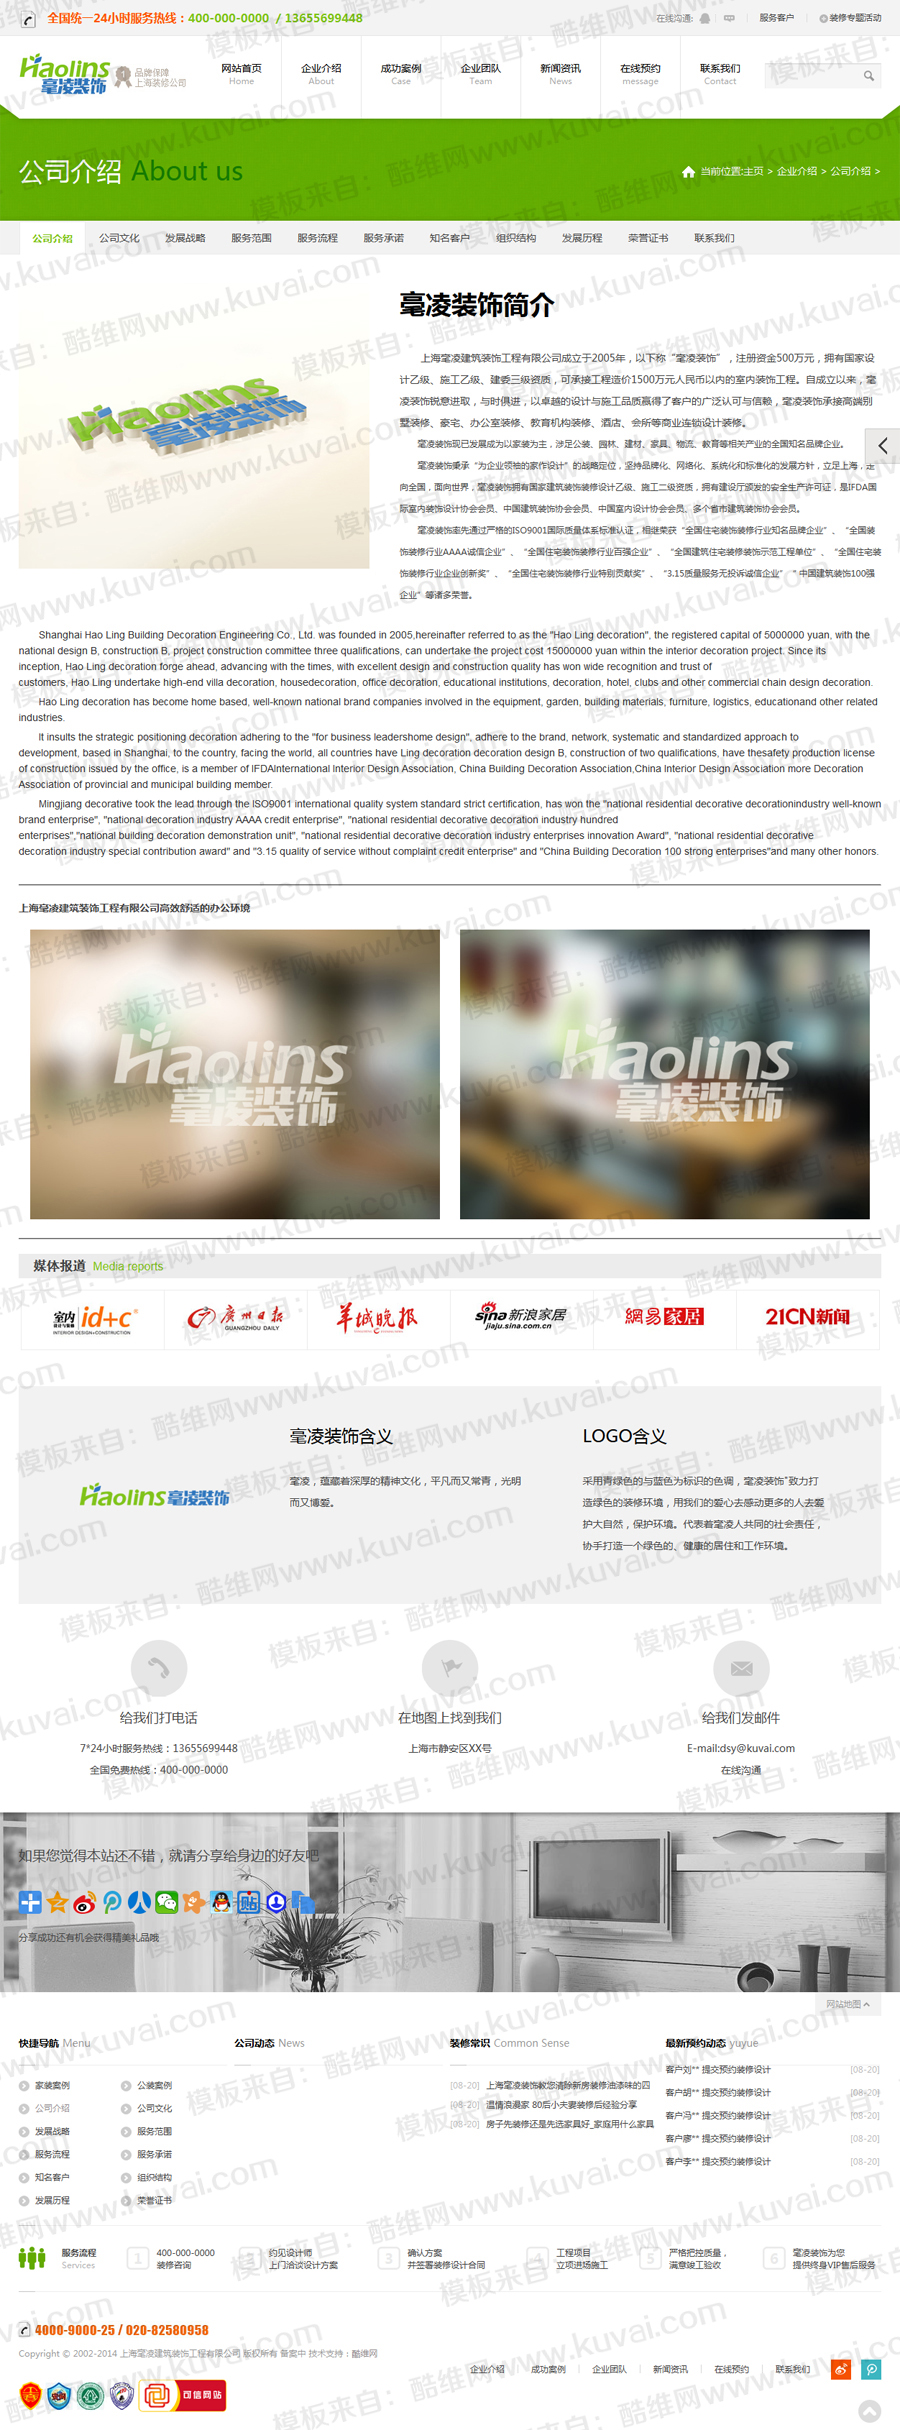 全国统一24小时服务热线：400-000-0000 / 13655699448
在线沟通:
服务客户
装修专题活动
Haolins
毫凌装饰
品牌保障
上海装修公司
网站首页 企业介绍 成功案例 企业团队 新闻资讯 在线预约 联系我们
Home About Case Team News message Contact
公司介绍 About us
当前位置:主页 > 企业介绍 > 公司介绍 >
公司介绍 公司文化 发展战略 服务范围 服务流程 服务承诺 知名客户 组织结构 发展历程 荣誉证书 联系我们
毫凌装饰简介
上海毫凌建筑装饰工程有限公司成立于2005年，以下称“毫凌装饰”，注册资金500万元，拥有国家设
计乙级、施工乙级、建委三级资质，可承接工程造价1500万元人民币以内的室内装饰工程。自成立以来，毫
凌装饰锐意进取，与时俱进，以卓越的设计与施工品质赢得了客户的广泛认可与信赖，毫凌装饰承接高端别
墅装修、豪宅、办公室装修、教育机构装修、酒店、会所等商业连锁设计装修。
毫凌装饰现已发展成为以家装为主，涉足公装、园林、建材、家具、物流、教育等相关产业的全国知名品牌企业。
毫凌装饰秉承“为企业领袖的家作设计”的战略定位，坚持品牌化、网络化、系统化和标准化的发展方针，立足上海，走
向全国，面向世界，毫凌装饰拥有国家建筑装饰装修设计乙级、施工二级资质，拥有建设厅颁发的安全生产许可证，是IFDA国
际室内装饰设计协会会员、中国建筑装饰协会会员、中国室内设计协会会员、多个省市建筑装饰协会会员。
毫凌装饰率先通过严格的ISO9001国际质量体系标准认证，相继荣获“全国住宅装饰装修行业知名品牌企业”、“全国装
饰装修行业AAAA诚信企业”、“全国住宅装饰装修行业百强企业”、“全国建筑住宅装修装饰示范工程单位”、“全国住宅装
饰装修行业企业创新奖”、“全国住宅装饰装修行业特别贡献奖”、“3.15质量服务无投诉诚信企业”“中国建筑装饰100强
企业”等诸多荣誉。
Shanghai Hao Ling Building Decoration Engineering Co., Ltd. was founded in 2005,hereinafter referred to as the "Hao Ling decoration", the registered capital of 5000000 yuan, with the
national design B, construction B, project construction committee three qualifications, can undertake the project cost 15000000 yuan within the interior decoration project. Since its
inception, Hao Ling decoration forge ahead, advancing with the times, with excellent design and construction quality has won wide recognition and trust of
customers, Hao Ling undertake high-end villa decoration, housedecoration, office decoration, educational institutions, decoration, hotel, clubs and other commercial chain design decoration.
Hao Ling decoration has become home based, well-known national brand companies involved in the equipment, garden, building materials, furniture, logistics, educationand other related
industries.
It insults the strategic positioning decoration adhering to the "for business leadershome design", adhere to the brand, network, systematic and standardized approach to
development, based in Shanghai, to the country, facing the world, all countries have Ling decoration decoration design B, construction of two qualifications, have thesafety production license
of construction issued by the office, is a member of IFDAInternational Interior Design Association, China Building Decoration Association,China Interior Design Association more Decoration
Association of provincial and municipal building member.
Mingjiang decorative took the lead through the ISO9001 international quality system standard strict certification, has won the "national residential decorative decorationindustry well-known
brand enterprise", "national decoration industry AAAA credit enterprise", "national residential decorative decoration industry hundred
enterprises","national building decoration demonstration unit", "national residential decorative decoration industry enterprises innovation Award", "national residential decorative
decoration industry special contribution award" and "3.15 quality of service without complaint credit enterprise" and "China Building Decoration 100 strong enterprises"and many other honors.
上海毫凌建筑装饰工程有限公司高效舒适的办公环境
Haolins
毫凌装饰
Haolins
毫凌装饰
媒体报道 Media reports
室内 设计与装修 id+c INTERIOR DESIGN+CONSTRUCTION
廣州日報 GUANGZHOU DAILY
羊城晚报
sina 新浪家居 jiaju.sina.com.cn
網易家居
21CN新闻
Haolins毫凌装饰
毫凌装饰含义
毫凌，蕴藏着深厚的精神文化，平凡而又常青，光明
而又博爱。
LOGO含义
采用青绿色的与蓝色为标识的色调，毫凌装饰"致力打
造绿色的装修环境，用我们的爱心去感动更多的人去爱
护大自然，保护环境。代表着毫凌人共同的社会责任，
协手打造一个绿色的、健康的居住和工作环境。
给我们打电话
7*24小时服务热线：13655699448
全国免费热线：400-000-0000
在地图上找到我们
上海市静安区XX号
给我们发邮件
E-mail:dsy@kuvai.com
在线沟通
如果您觉得本站还不错，就请分享给身边的好友吧
分享成功还有机会获得精美礼品哦
网站地图
快捷导航 Menu
家装案例 公装案例
公司介绍 公司文化
发展战略 服务范围
服务流程 服务承诺
知名客户 组织结构
发展历程 荣誉证书
公司动态 News
装修常识 Common Sense
[08-20] 上海毫凌装饰教您清除新房装修油漆味的四
[08-20] 温情浪漫家 80后小夫妻装修后经验分享
[08-20] 房子先装修还是先选家具好_家庭用什么家具
最新预约动态 yuyue
客户刘** 提交预约装修设计 [08-20]
客户胡** 提交预约装修设计 [08-20]
客户冯** 提交预约装修设计 [08-20]
客户廖** 提交预约装修设计 [08-20]
客户李** 提交预约装修设计 [08-20]
服务流程
Services
1 400-000-0000
装修咨询
2 约见设计师
上门洽谈设计方案
3 确认方案
并签署装修设计合同
4 工程项目
立项进场施工
5 严格把控质量，
满意竣工验收
6 毫凌装饰为您
提供终身VIP售后服务
4000-9000-25 / 020-82580958
Copyright © 2002-2014 上海毫凌建筑装饰工程有限公司 版权所有 备案中 技术支持：酷维网
企业介绍 成功案例 企业团队 新闻资讯 在线预约 联系我们
可信网站
模板来自：酷维网www.kuvai.com